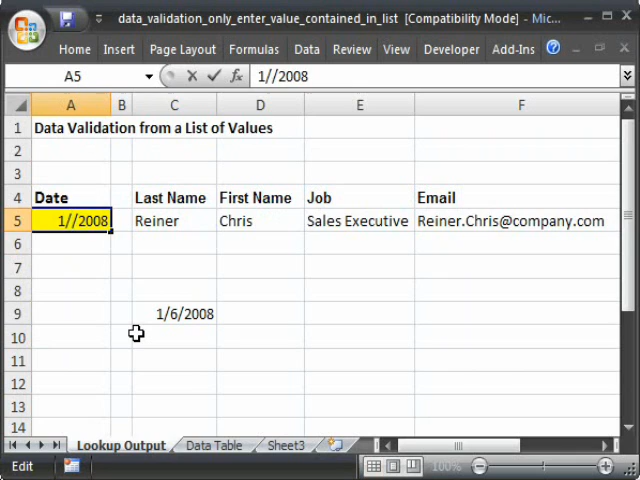 data_validation_only_enter_value_contained_in_list [Compatibility Mode] - Mic...
Home Insert Page Layout Formulas Data Review View Developer Add-Ins
A5 fx 1//2008
A B C D E F
1 Data Validation from a List of Values
2
3
4 Date Last Name First Name Job Email
5 1//2008 Reiner Chris Sales Executive Reiner.Chris@company.com
6
7
8
9 1/6/2008
10
11
12
13
14
Lookup Output Data Table Sheet3
Edit 100%